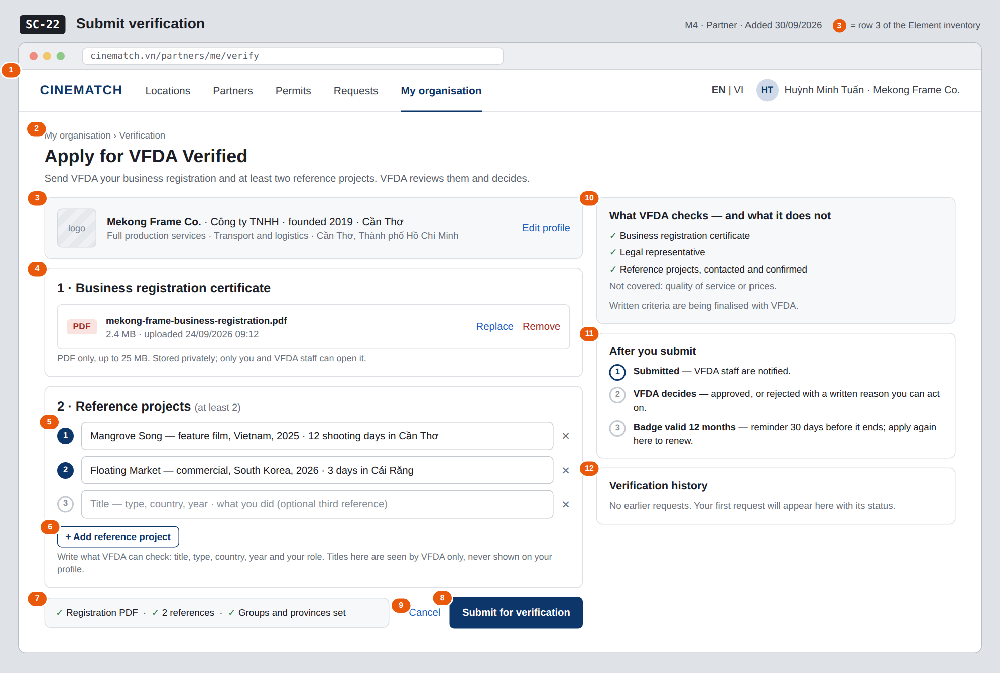 SC-22 Submit verification
M4 · Partner · Added 30/09/2026 3 = row 3 of the Element inventory
cinematch.vn/partners/me/verify
1
CINEMATCH Locations Partners Permits Requests My organisation EN | VI HT Huỳnh Minh Tuấn · Mekong Frame Co.
2
My organisation › Verification
Apply for VFDA Verified
Send VFDA your business registration and at least two reference projects. VFDA reviews them and decides.
3
logo
Mekong Frame Co. · Công ty TNHH · founded 2019 · Cần Thơ
Full production services · Transport and logistics · Cần Thơ, Thành phố Hồ Chí Minh
Edit profile
4
1 · Business registration certificate
PDF
mekong-frame-business-registration.pdf
2.4 MB · uploaded 24/09/2026 09:12
Replace Remove
PDF only, up to 25 MB. Stored privately; only you and VFDA staff can open it.
2 · Reference projects (at least 2)
5
1 Mangrove Song — feature film, Vietnam, 2025 · 12 shooting days in Cần Thơ ✕
2 Floating Market — commercial, South Korea, 2026 · 3 days in Cái Răng ✕
3 Title — type, country, year · what you did (optional third reference) ✕
6
+ Add reference project
Write what VFDA can check: title, type, country, year and your role. Titles here are seen by VFDA only, never shown on your
profile.
7
✓ Registration PDF · ✓ 2 references · ✓ Groups and provinces set
9
Cancel
8
Submit for verification
10
What VFDA checks — and what it does not
✓ Business registration certificate
✓ Legal representative
✓ Reference projects, contacted and confirmed
Not covered: quality of service or prices.
Written criteria are being finalised with VFDA.
11
After you submit
1 Submitted — VFDA staff are notified.
2 VFDA decides — approved, or rejected with a written reason you can act
on.
3 Badge valid 12 months — reminder 30 days before it ends; apply again
here to renew.
12
Verification history
No earlier requests. Your first request will appear here with its status.